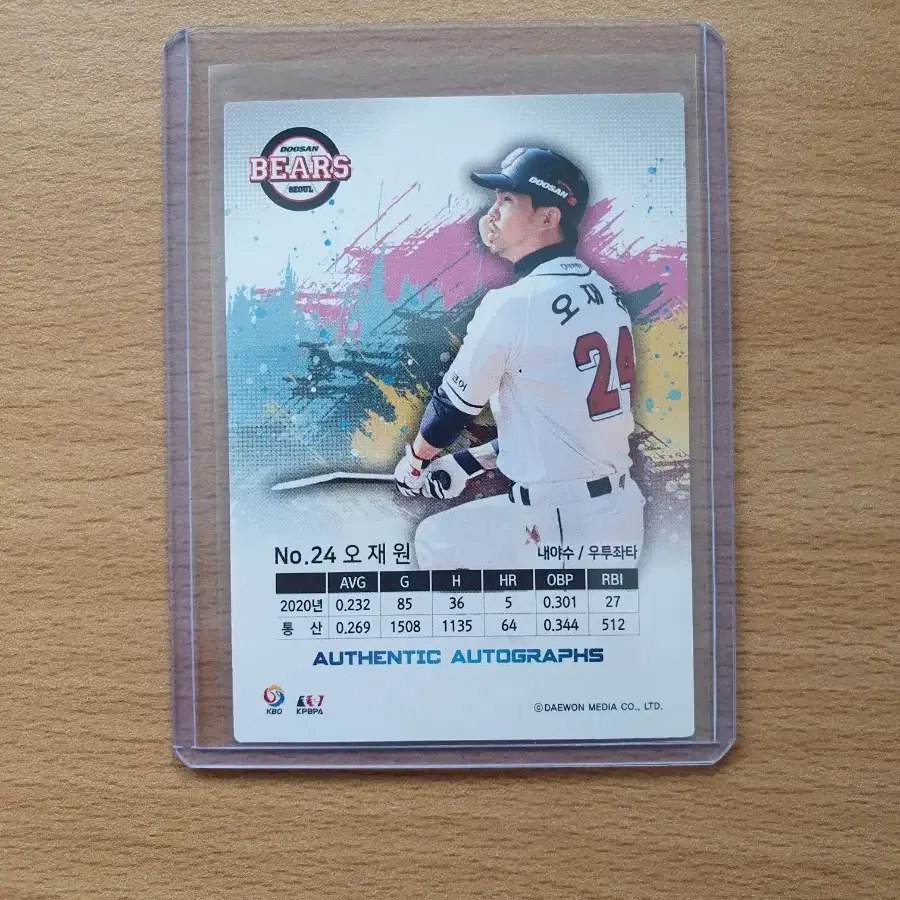 DOOSAN
BEARS
SEOUL
DOOSAN
오재
24
No.24 오재원
내야수 / 우투좌타
AVG G H HR OBP RBI
2020년 0.232 85 36 5 0.301 27
통 산 0.269 1508 1135 64 0.344 512
AUTHENTIC AUTOGRAPHS
KBO KPBPA
©DAEWON MEDIA CO., LTD.